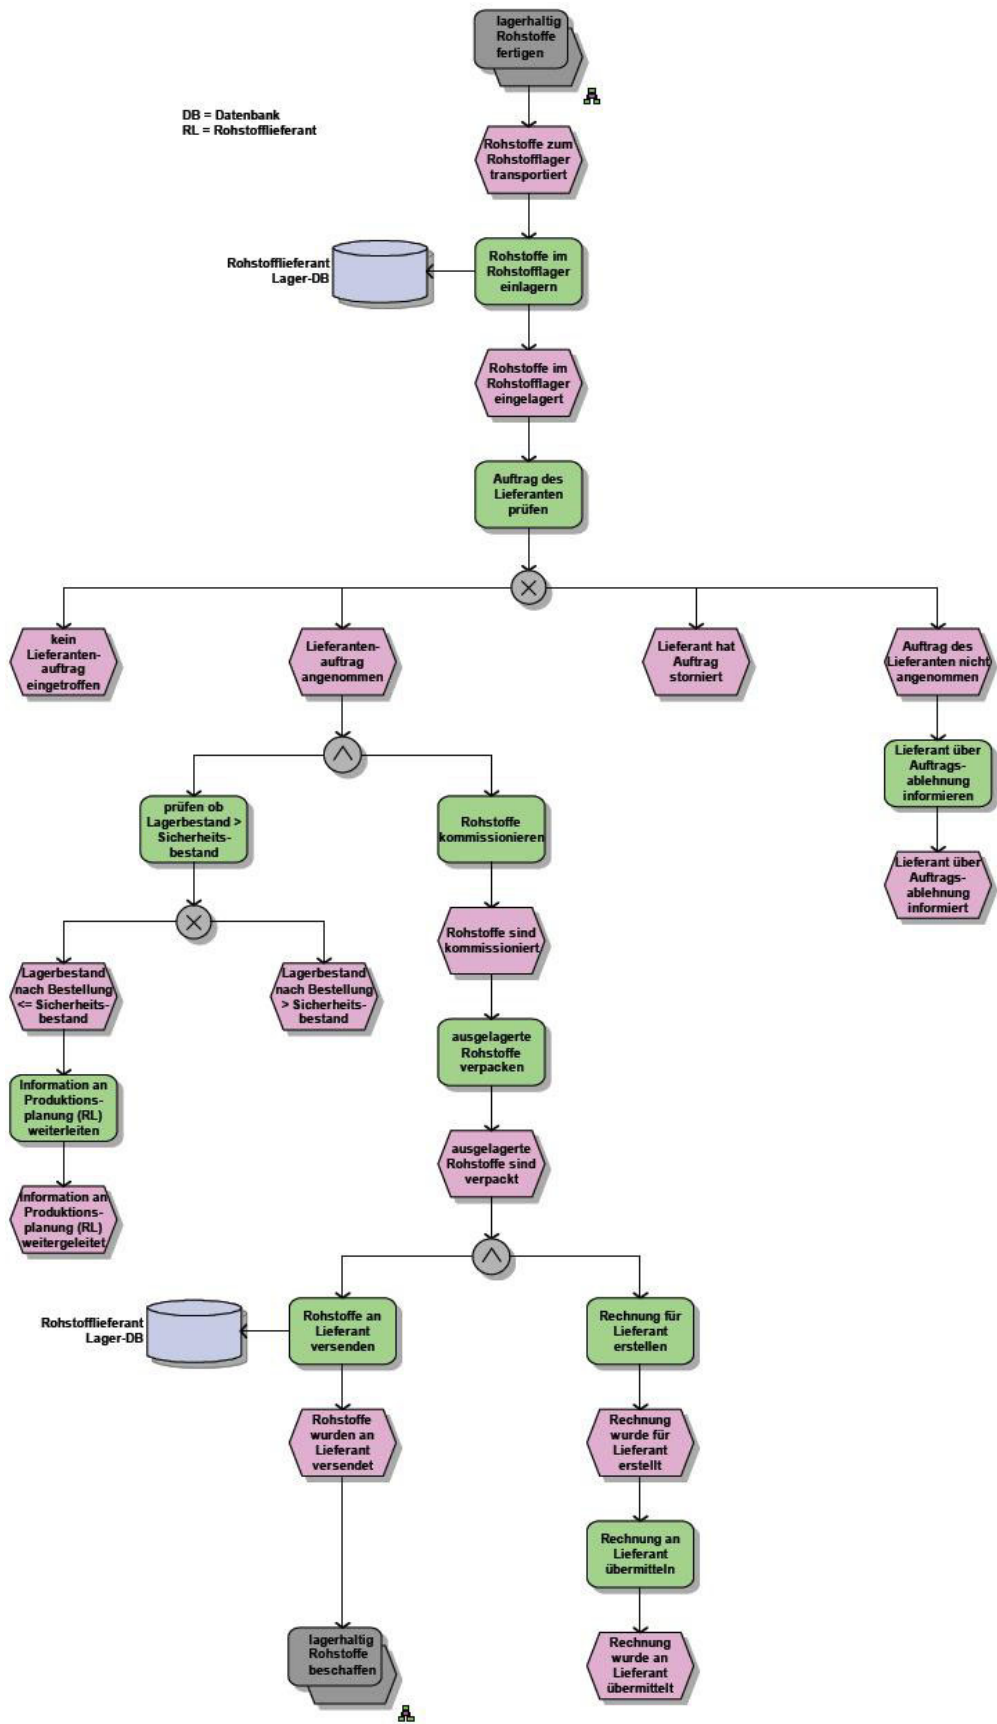 lagerhaltig
Rohstoffe
fertigen
DB = Datenbank
RL = Rohstofflieferant
Rohstoffe zum
Rohstofflager
transportiert
Rohstofflieferant
Lager-DB
Rohstoffe im
Rohstofflager
einlagern
Rohstoffe im
Rohstofflager
eingelagert
Auftrag des
Lieferanten
prüfen
kein
Lieferanten-
auftrag
eingetroffen
Lieferanten-
auftrag
angenommen
Lieferant hat
Auftrag
storniert
Auftrag des
Lieferanten nicht
angenommen
Lieferant über
Auftrags-
ablehnung
informieren
Lieferant über
Auftrags-
ablehnung
informiert
prüfen ob
Lagerbestand >
Sicherheits-
bestand
Rohstoffe
kommissionieren
Rohstoffe sind
kommissioniert
Lagerbestand
nach Bestellung
<= Sicherheits-
bestand
Lagerbestand
nach Bestellung
> Sicherheits-
bestand
ausgelagerte
Rohstoffe
verpacken
Information an
Produktions-
planung (RL)
weiterleiten
ausgelagerte
Rohstoffe sind
verpackt
Information an
Produktions-
planung (RL)
weitergeleitet
Rohstofflieferant
Lager-DB
Rohstoffe an
Lieferant
versenden
Rechnung für
Lieferant
erstellen
Rohstoffe
wurden an
Lieferant
versendet
Rechnung
wurde für
Lieferant
erstellt
Rechnung an
Lieferant
übermitteln
lagerhaltig
Rohstoffe
beschaffen
Rechnung
wurde an
Lieferant
übermittelt